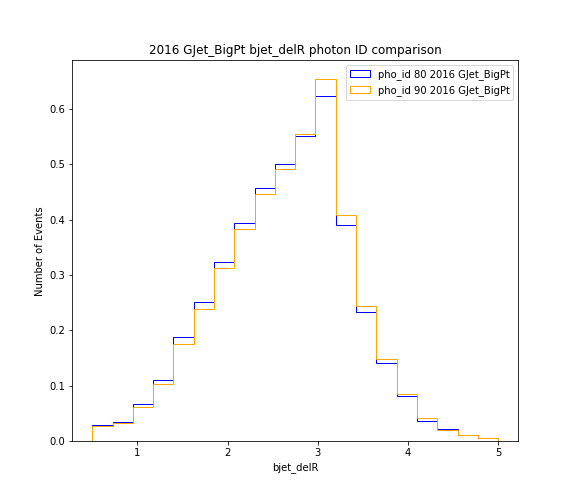 2016 GJet_BigPt bjet_delR photon ID comparison
pho_id 80 2016 GJet_BigPt
pho_id 90 2016 GJet_BigPt
Number of Events
0.6
0.5
0.4
0.3
0.2
0.1
0.0
1 2 3 4 5
bjet_delR